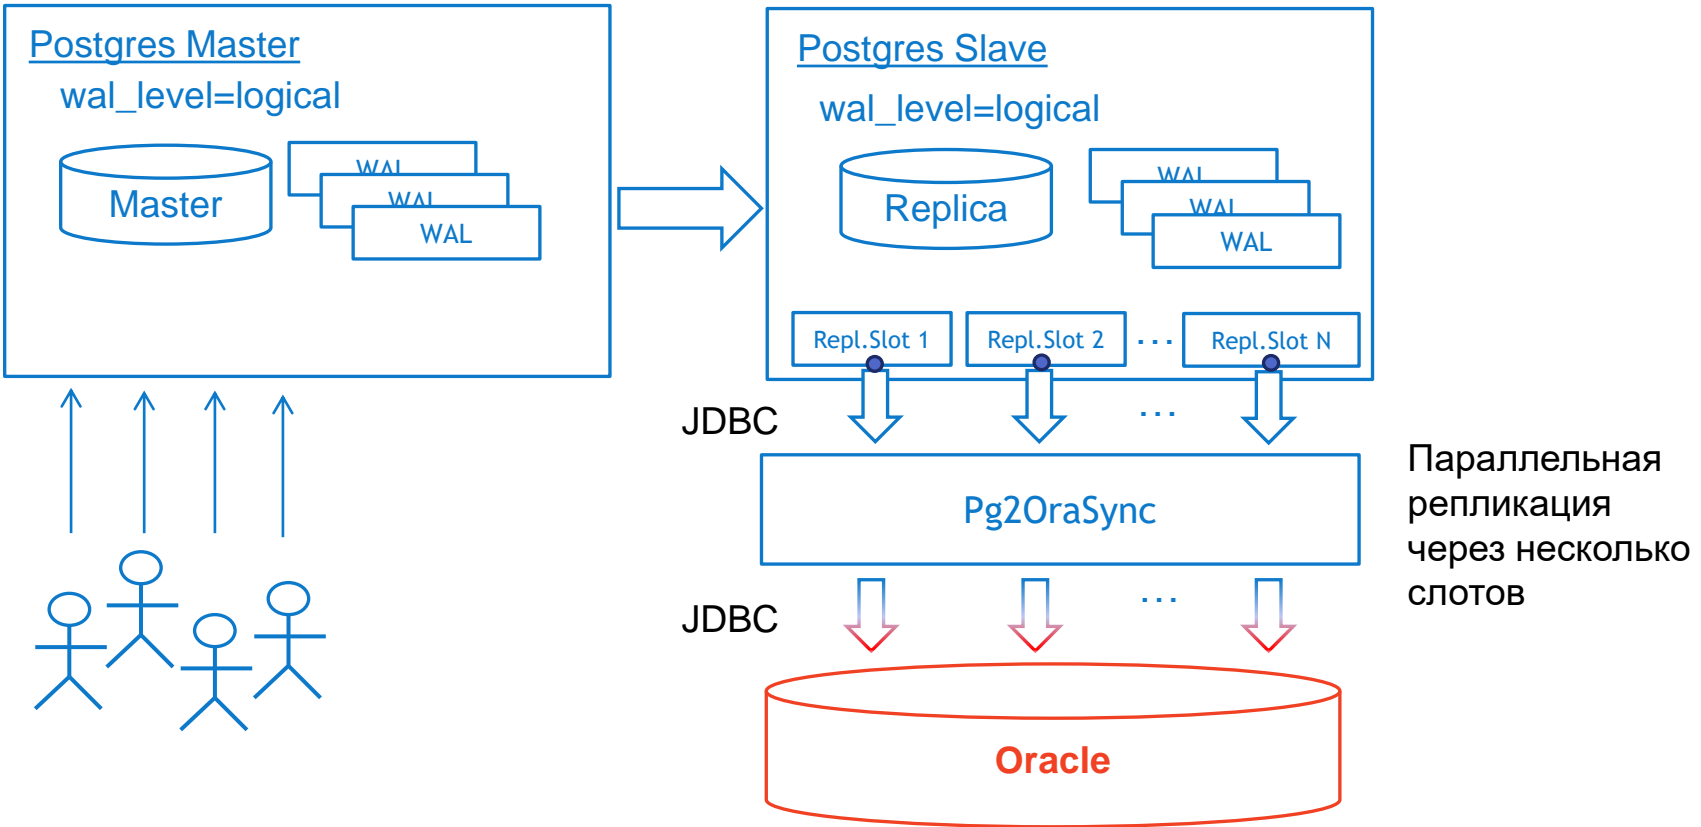 Postgres Master
wal_level=logical
Master
WAL
WAL
WAL
Postgres Slave
wal_level=logical
Replica
WAL
WAL
WAL
Repl.Slot 1
Repl.Slot 2
...
Repl.Slot N
JDBC
...
Pg2OraSync
Параллельная
репликация
через несколько
слотов
JDBC
...
Oracle